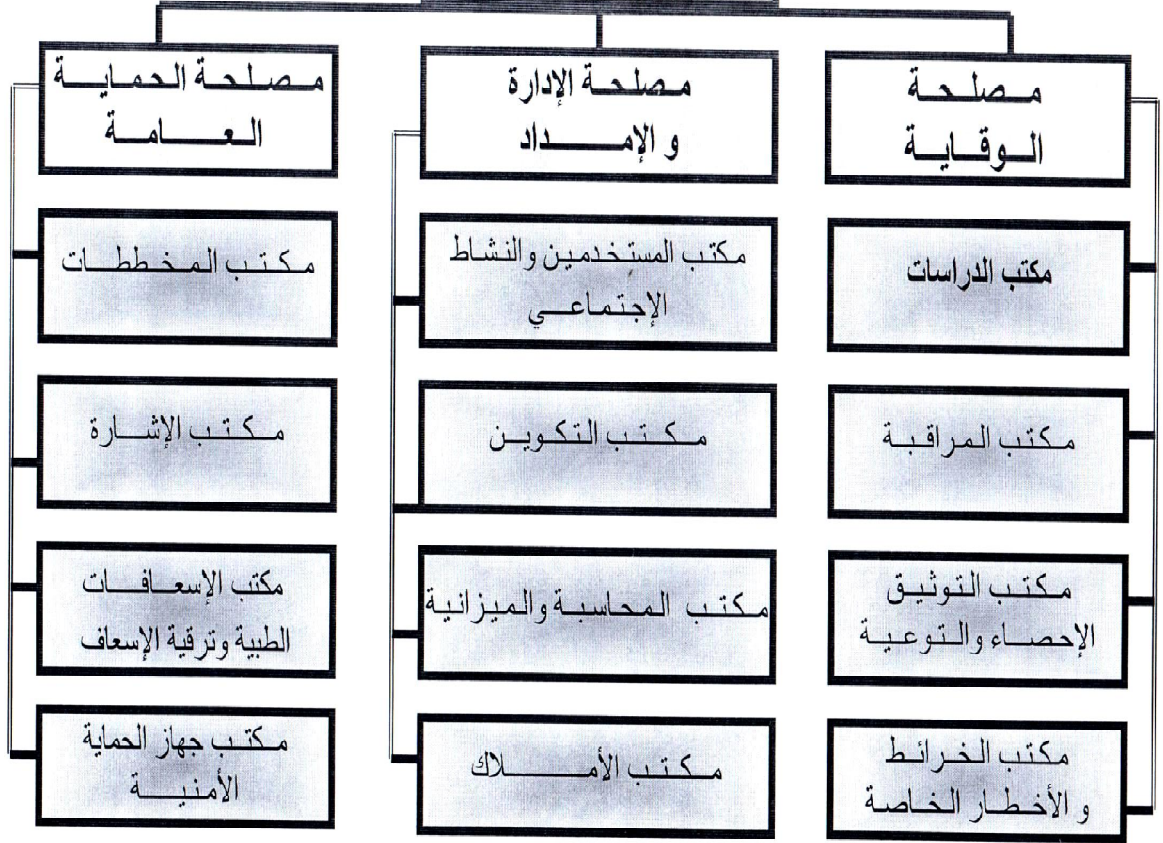 مصلحة
الوقاية
مكتب الدراسات
مكتب المراقبة
مكتب التوثيق
الإحصاء والتوعية
مكتب الخرائط
و الأخطار الخاصة
مصلحة الإدارة
و الإمداد
مكتب المستخدمين والنشاط
الإجتماعي
مكتب التكوين
مكتب المحاسبة والميزانية
مكتب الأملاك
مصلحة الحماية
العامة
مكتب المخططات
مكتب الإشارة
مكتب الإسعافات
الطبية وترقية الإسعاف
مكتب جهاز الحماية
الأمنية